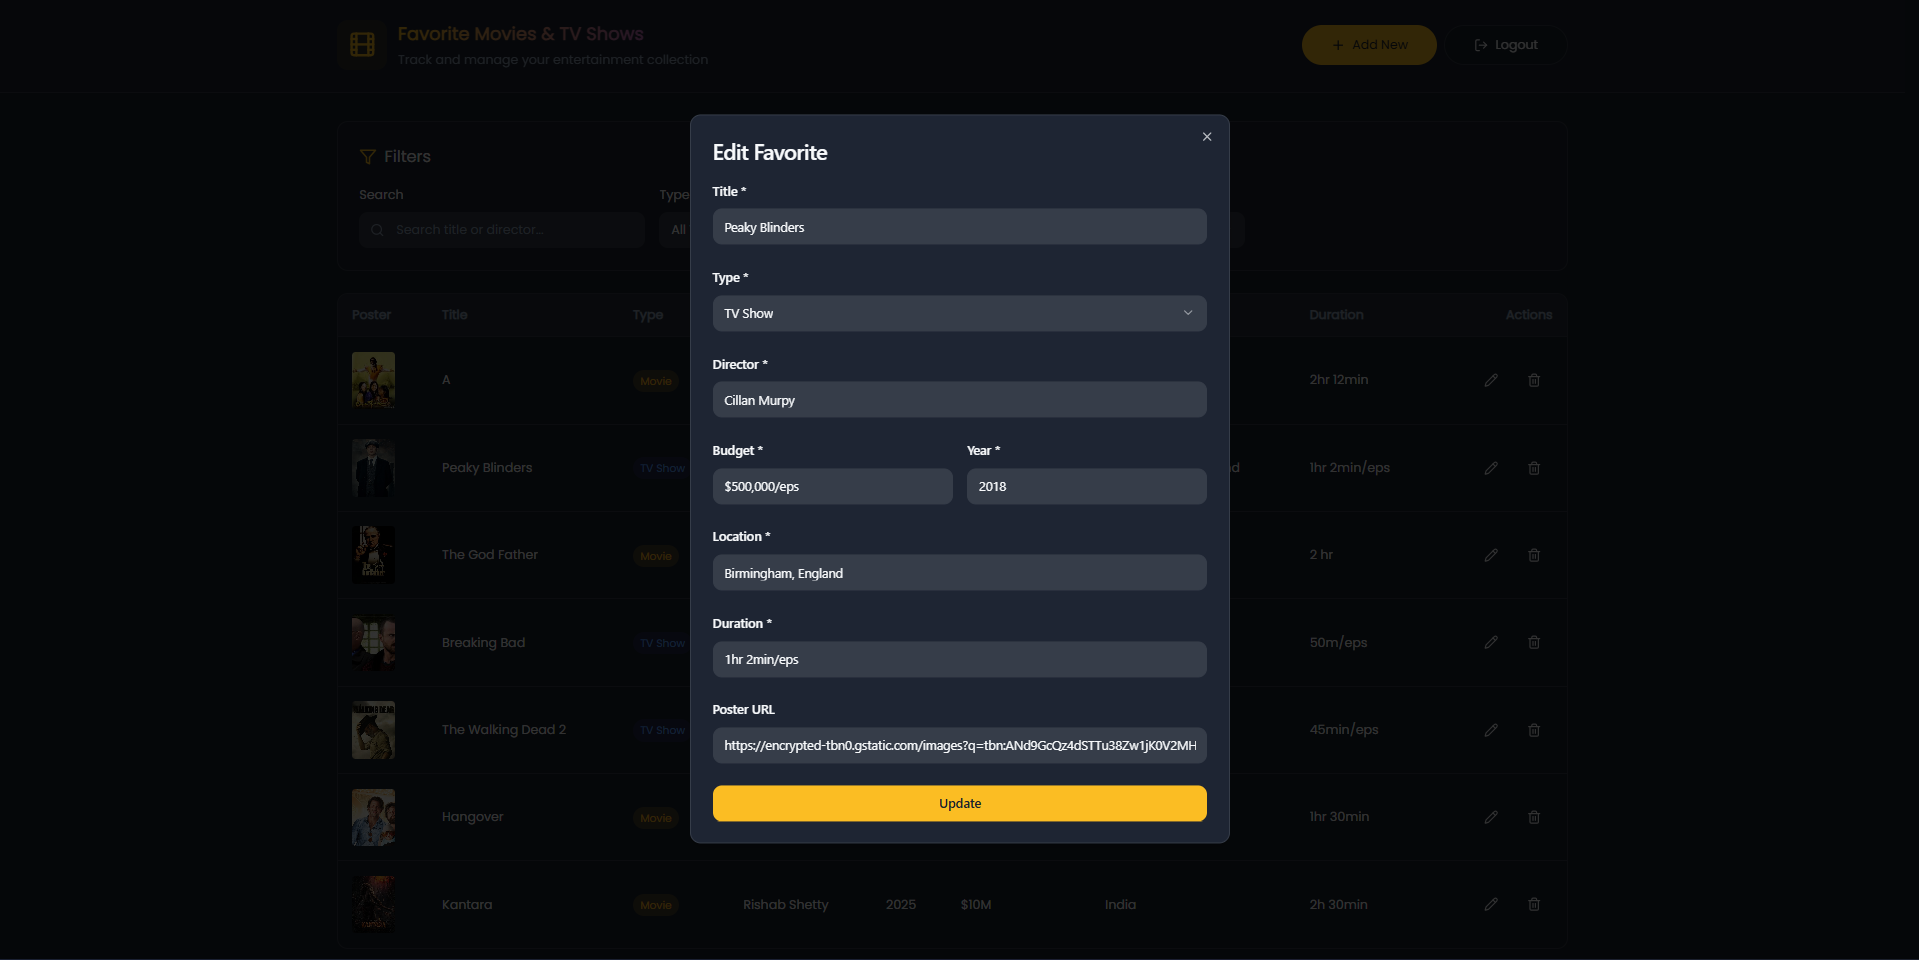 Favorite Movies & TV Shows
Track and manage your entertainment collection
Add New
Logout
Filters
Search
Type
Search title or director...
All
Poster Title Type Duration Actions
A Movie 2hr 12min
Peaky Blinders TV Show d 1hr 2min/eps
The God Father Movie 2 hr
Breaking Bad TV Show 50m/eps
The Walking Dead 2 TV Show 45min/eps
Hangover Movie 1hr 30min
Kantara Movie Rishab Shetty 2025 $10M India 2h 30min
Edit Favorite
Title *
Peaky Blinders
Type *
TV Show
Director *
Cillan Murpy
Budget * Year *
$500,000/eps 2018
Location *
Birmingham, England
Duration *
1hr 2min/eps
Poster URL
https://encrypted-tbn0.gstatic.com/images?q=tbn:ANd9GcQz4dSTTu38Zw1jK0V2MH
Update